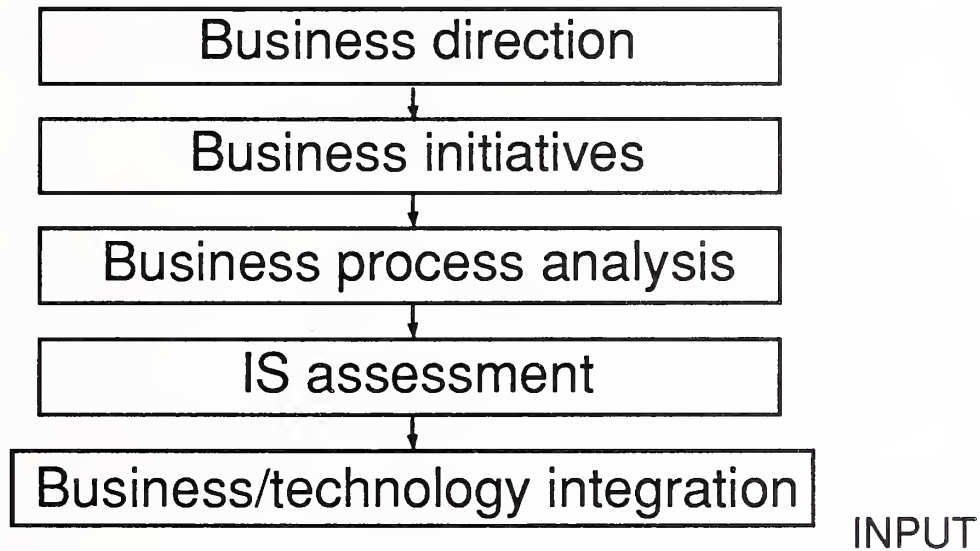 Business direction
Business initiatives
Business process analysis
IS assessment
Business/technology integration
INPUT